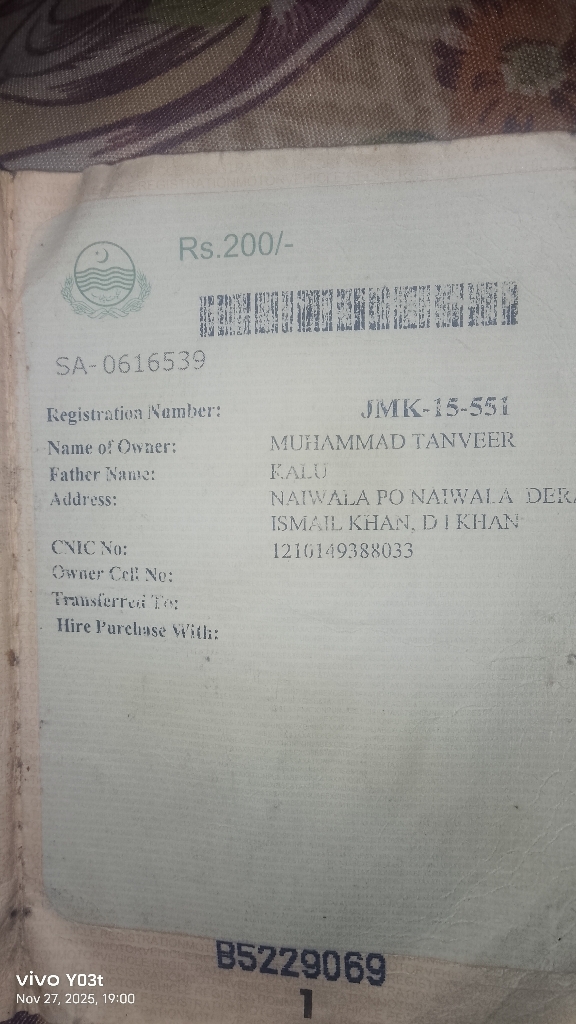 Rs.200/-
SA-0616539
Registration Number: JMK-15-551
Name of Owner: MUHAMMAD TANVEER
Father Name: KALU
Address: NAIWALA PO NAIWALA DERA
ISMAIL KHAN, D I KHAN
CNIC No: 1210149388033
Owner Cell No:
Transferred To:
Hire Purchase With:
B5229069
1
vivo Y03t
Nov 27, 2025, 19:00